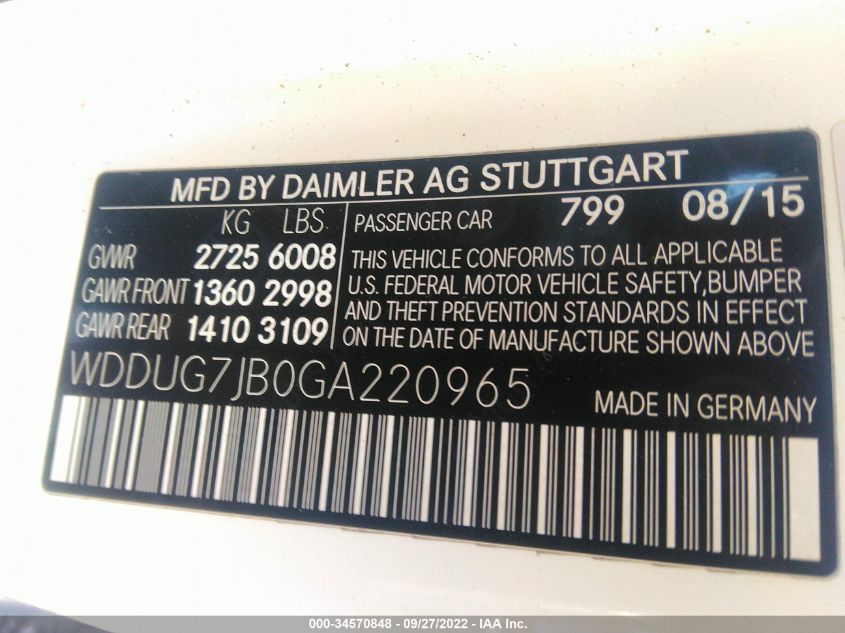 MFD BY DAIMLER AG STUTTGART
KG LBS
GVWR 2725 6008
GAWR FRONT 1360 2998
GAWR REAR 1410 3109
PASSENGER CAR 799 08/15
THIS VEHICLE CONFORMS TO ALL APPLICABLE
U.S. FEDERAL MOTOR VEHICLE SAFETY, BUMPER
AND THEFT PREVENTION STANDARDS IN EFFECT
ON THE DATE OF MANUFACTURE SHOWN ABOVE
WDDUG7JB0GA220965
MADE IN GERMANY
000-34570848 - 09/27/2022 - IAA Inc.